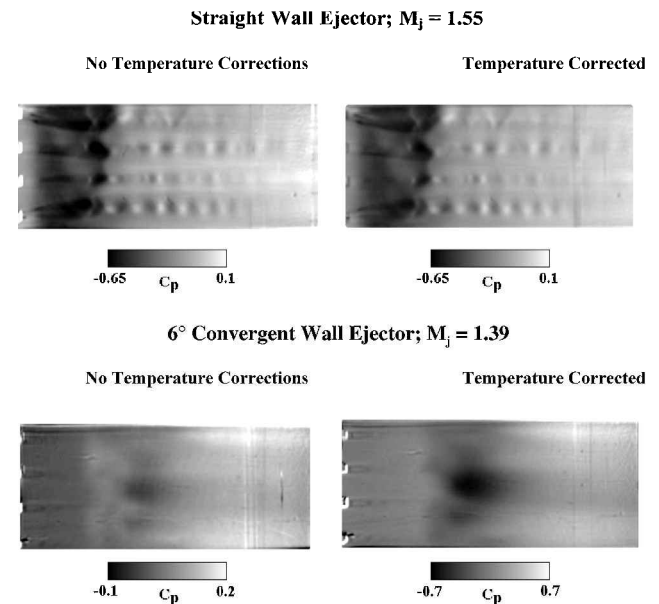 Straight Wall Ejector; Mj = 1.55
No Temperature Corrections Temperature Corrected
-0.65 Cp 0.1 -0.65 Cp 0.1
6° Convergent Wall Ejector; Mj = 1.39
No Temperature Corrections Temperature Corrected
-0.1 Cp 0.2 -0.7 Cp 0.7